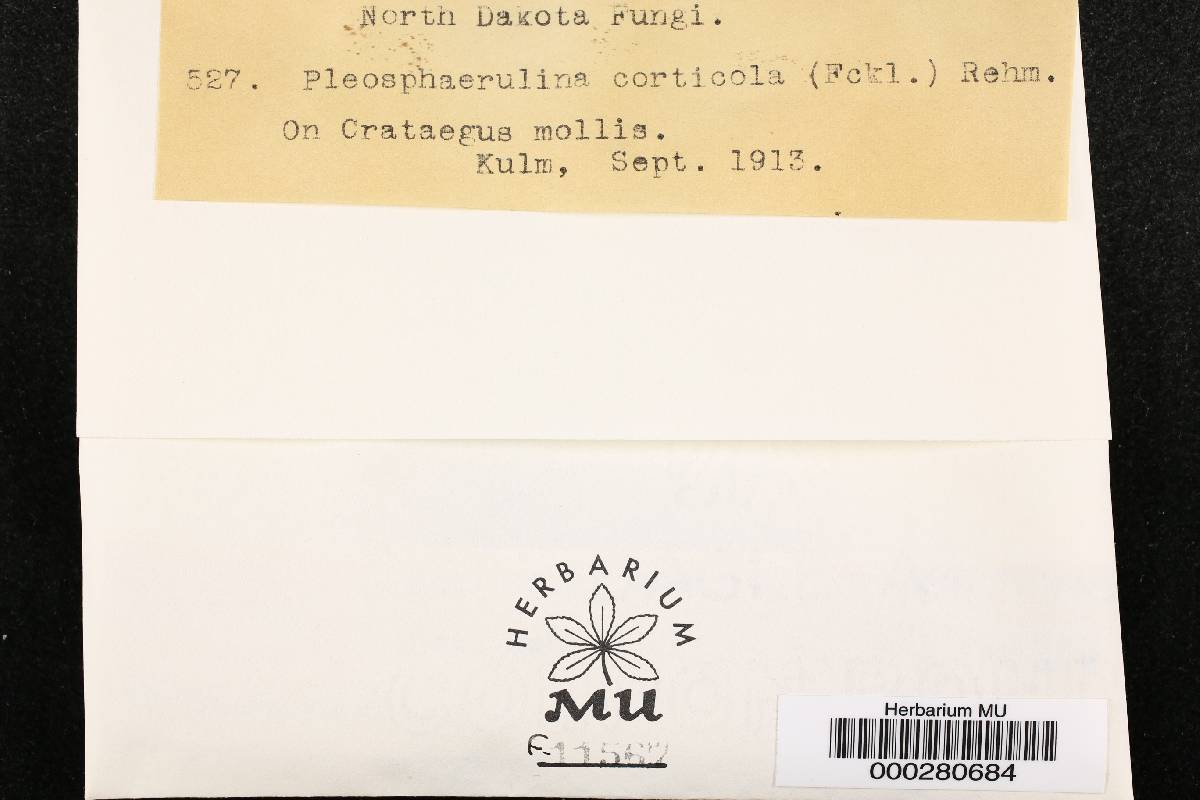 North Dakota Fungi.
527. Pleosphaerulina corticola (Fckl.) Rehm.
On Crataegus mollis.
Kulm, Sept. 1913.
HERBARIUM
MU
F-11562
Herbarium MU
000280684